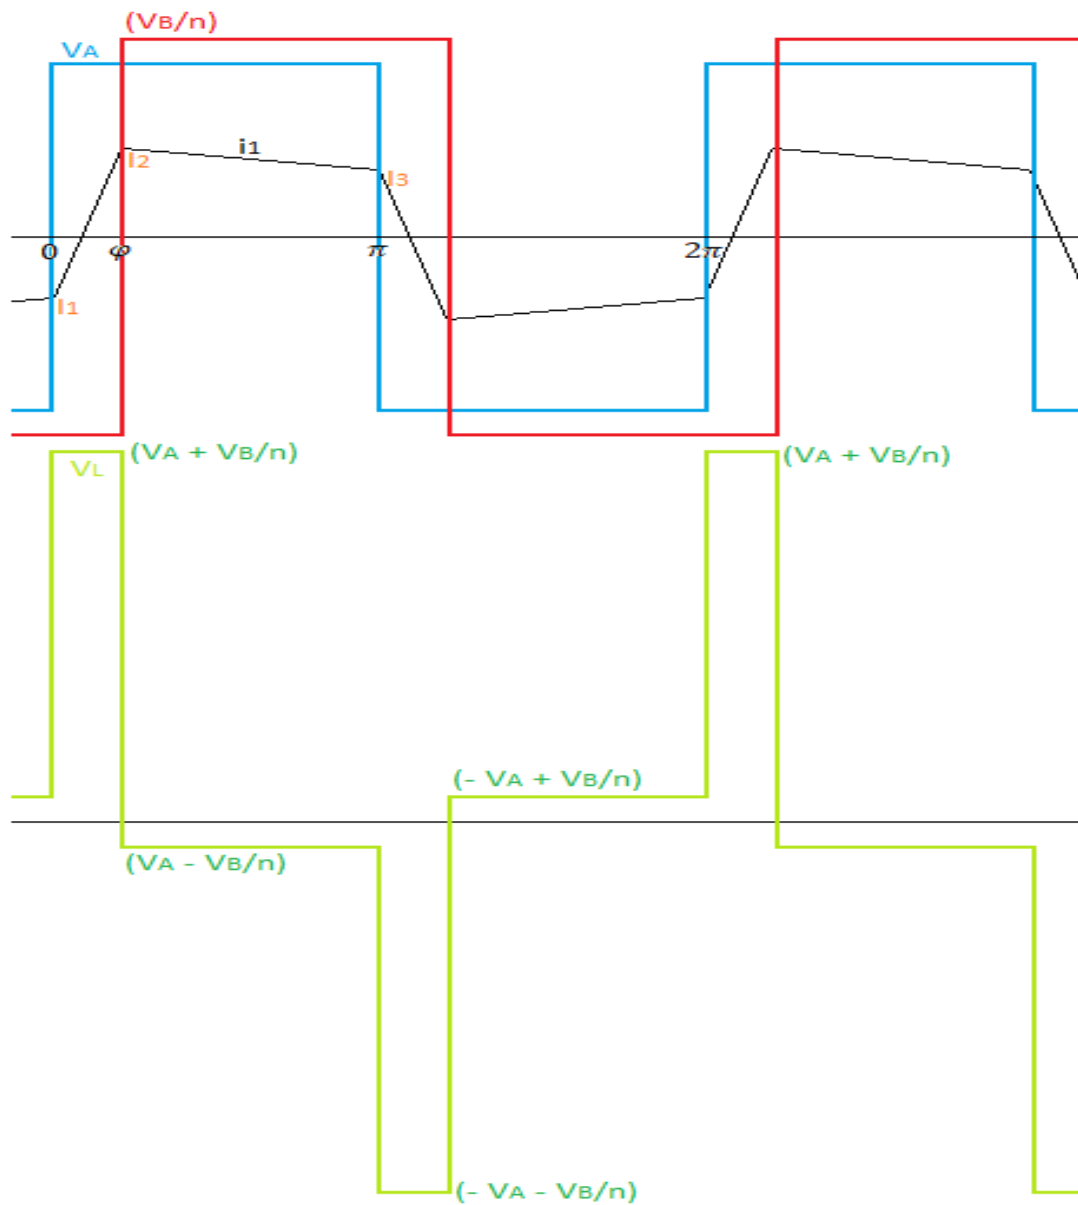 (VB/n)
VA
i1
I2
I3
0
φ
π
2π
I1
(VA + VB/n)
(VA + VB/n)
VL
(- VA + VB/n)
(VA - VB/n)
(- VA - VB/n)